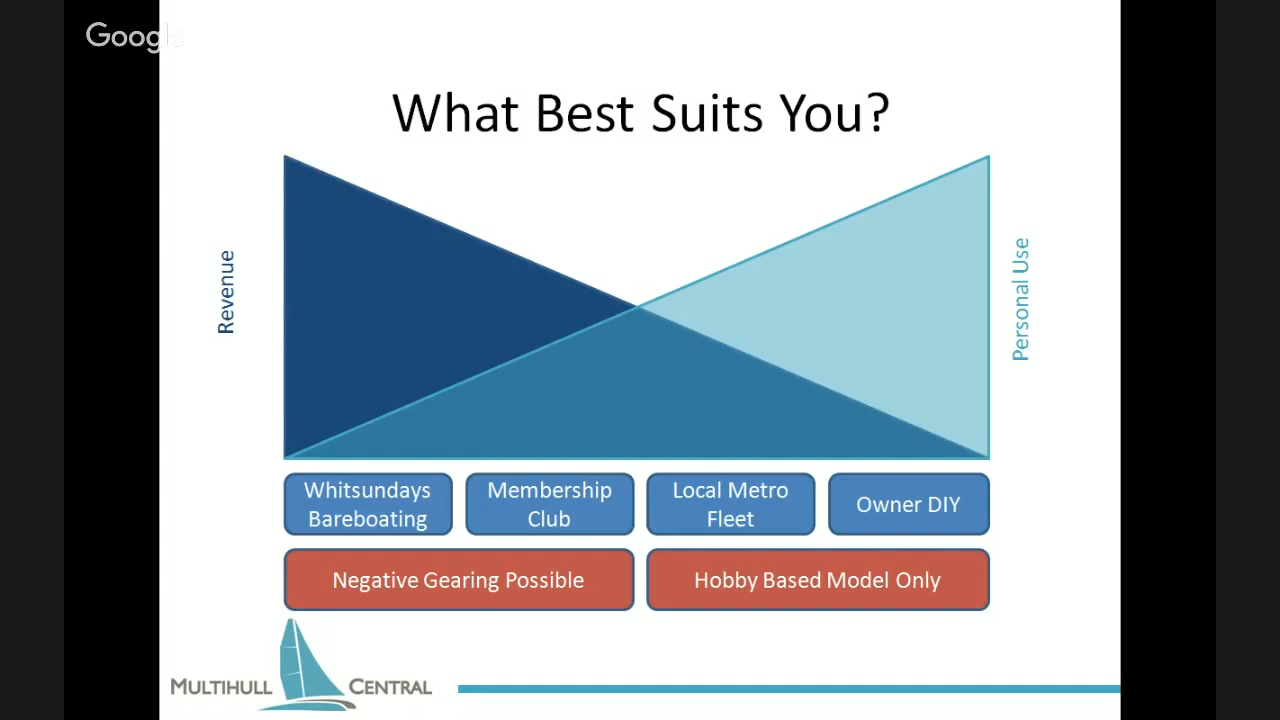 Google
What Best Suits You?
Revenue
Personal Use
Whitsundays
Bareboating
Membership
Club
Local Metro
Fleet
Owner DIY
Negative Gearing Possible
Hobby Based Model Only
MULTIHULL CENTRAL